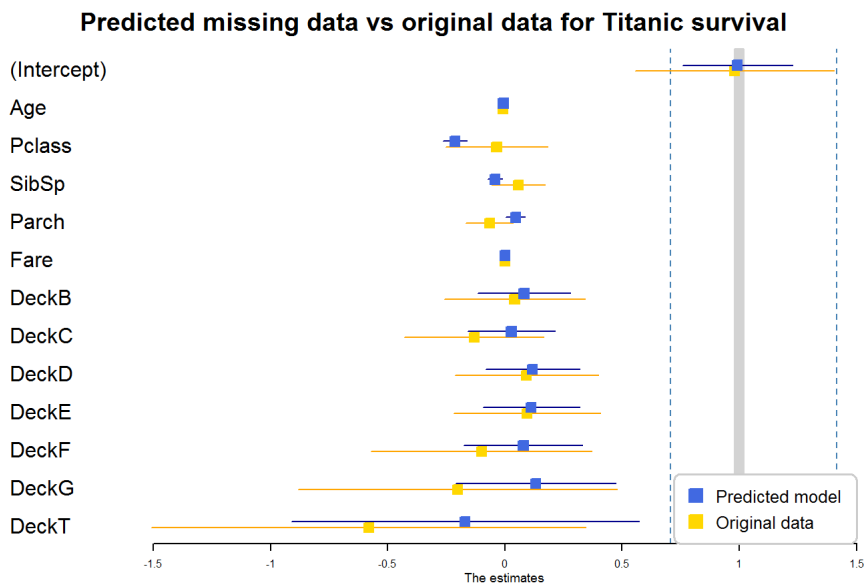 Predicted missing data vs original data for Titanic survival
(Intercept)
Age
Pclass
SibSp
Parch
Fare
DeckB
DeckC
DeckD
DeckE
DeckF
DeckG
DeckT
Predicted model
Original data
-1.5 -1 -0.5 0 0.5 1 1.5
The estimates